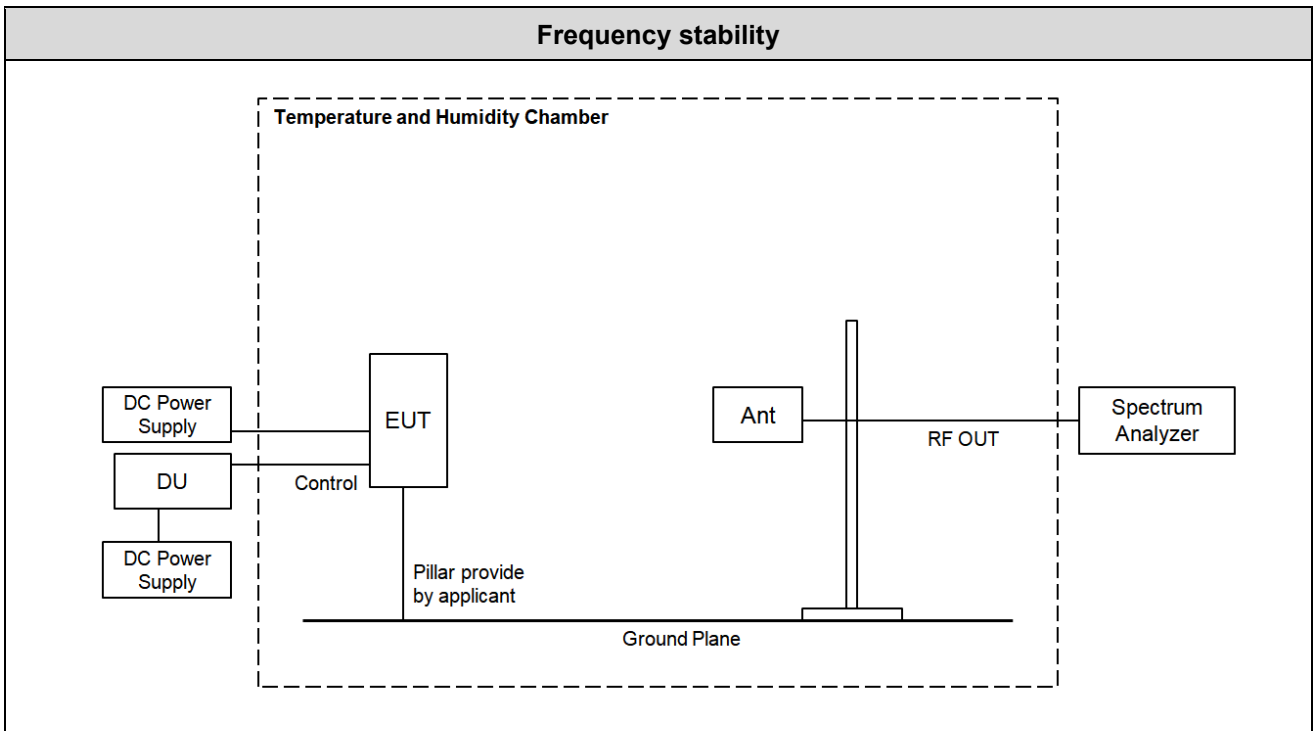 Frequency stability
Temperature and Humidity Chamber
DC Power
Supply
DU
DC Power
Supply
Control
EUT
Pillar provide
by applicant
Ant
RF OUT
Spectrum
Analyzer
Ground Plane